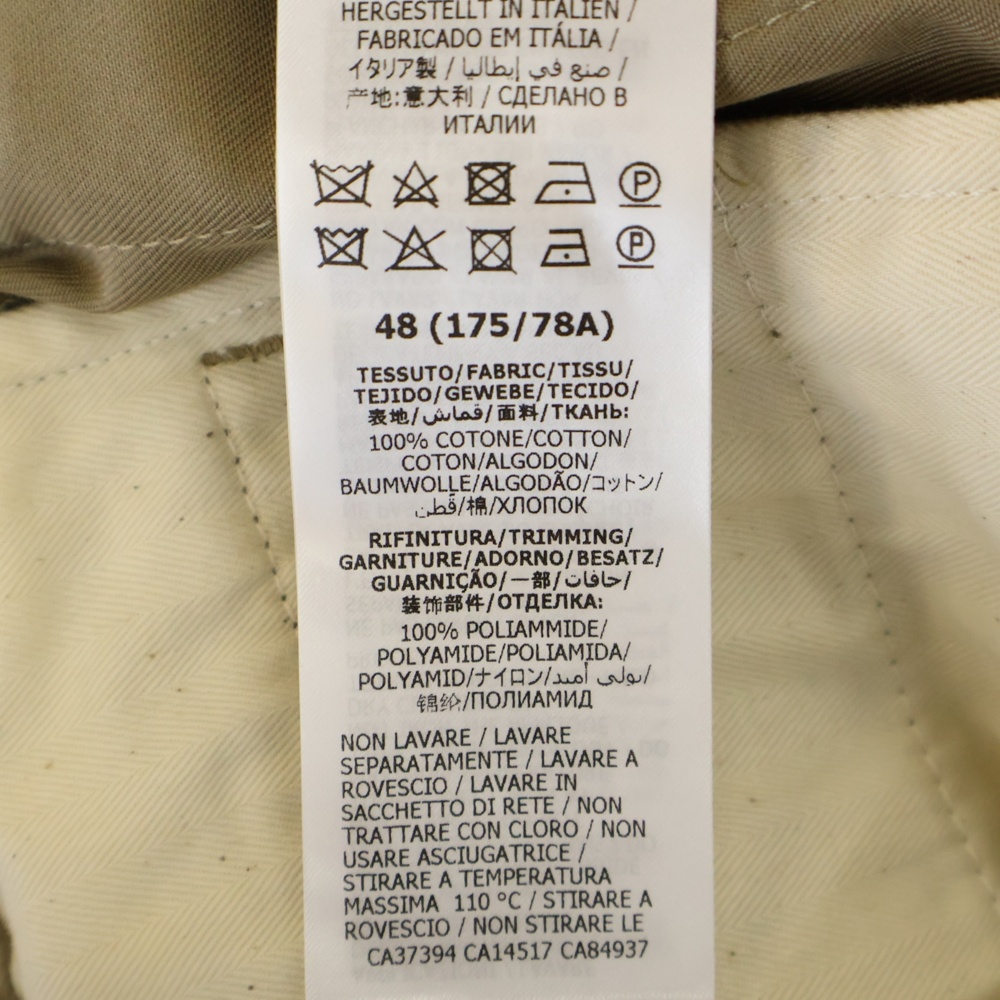 HERGESTELLT IN ITALIEN /
FABRICADO EM ITÁLIA /
イタリア製 / صنع في إيطاليا /
产地:意大利 / СДЕЛАНО В
ИТАЛИИ
P
P
48 (175/78A)
TESSUTO/FABRIC/TISSU/
TEJIDO/GEWEBE/TECIDO/
表地/قماش/面料/ТКАНЬ:
100% COTONE/COTTON/
COTON/ALGODON/
BAUMWOLLE/ALGODÃO/コットン/
قطن/棉/ХЛОПОК
RIFINITURA/TRIMMING/
GARNITURE/ADORNO/BESATZ/
GUARNIÇÃO/一部/حافات/
装饰部件/ОТДЕЛКА:
100% POLIAMMIDE/
POLYAMIDE/POLIAMIDA/
POLYAMID/ナイロン/بولي أميد/
锦纶/ПОЛИАМИД
NON LAVARE / LAVARE
SEPARATAMENTE / LAVARE A
ROVESCIO / LAVARE IN
SACCHETTO DI RETE / NON
TRATTARE CON CLORO / NON
USARE ASCIUGATRICE /
STIRARE A TEMPERATURA
MASSIMA 110 °C / STIRARE A
ROVESCIO / NON STIRARE LE
CA37394 CA14517 CA84937